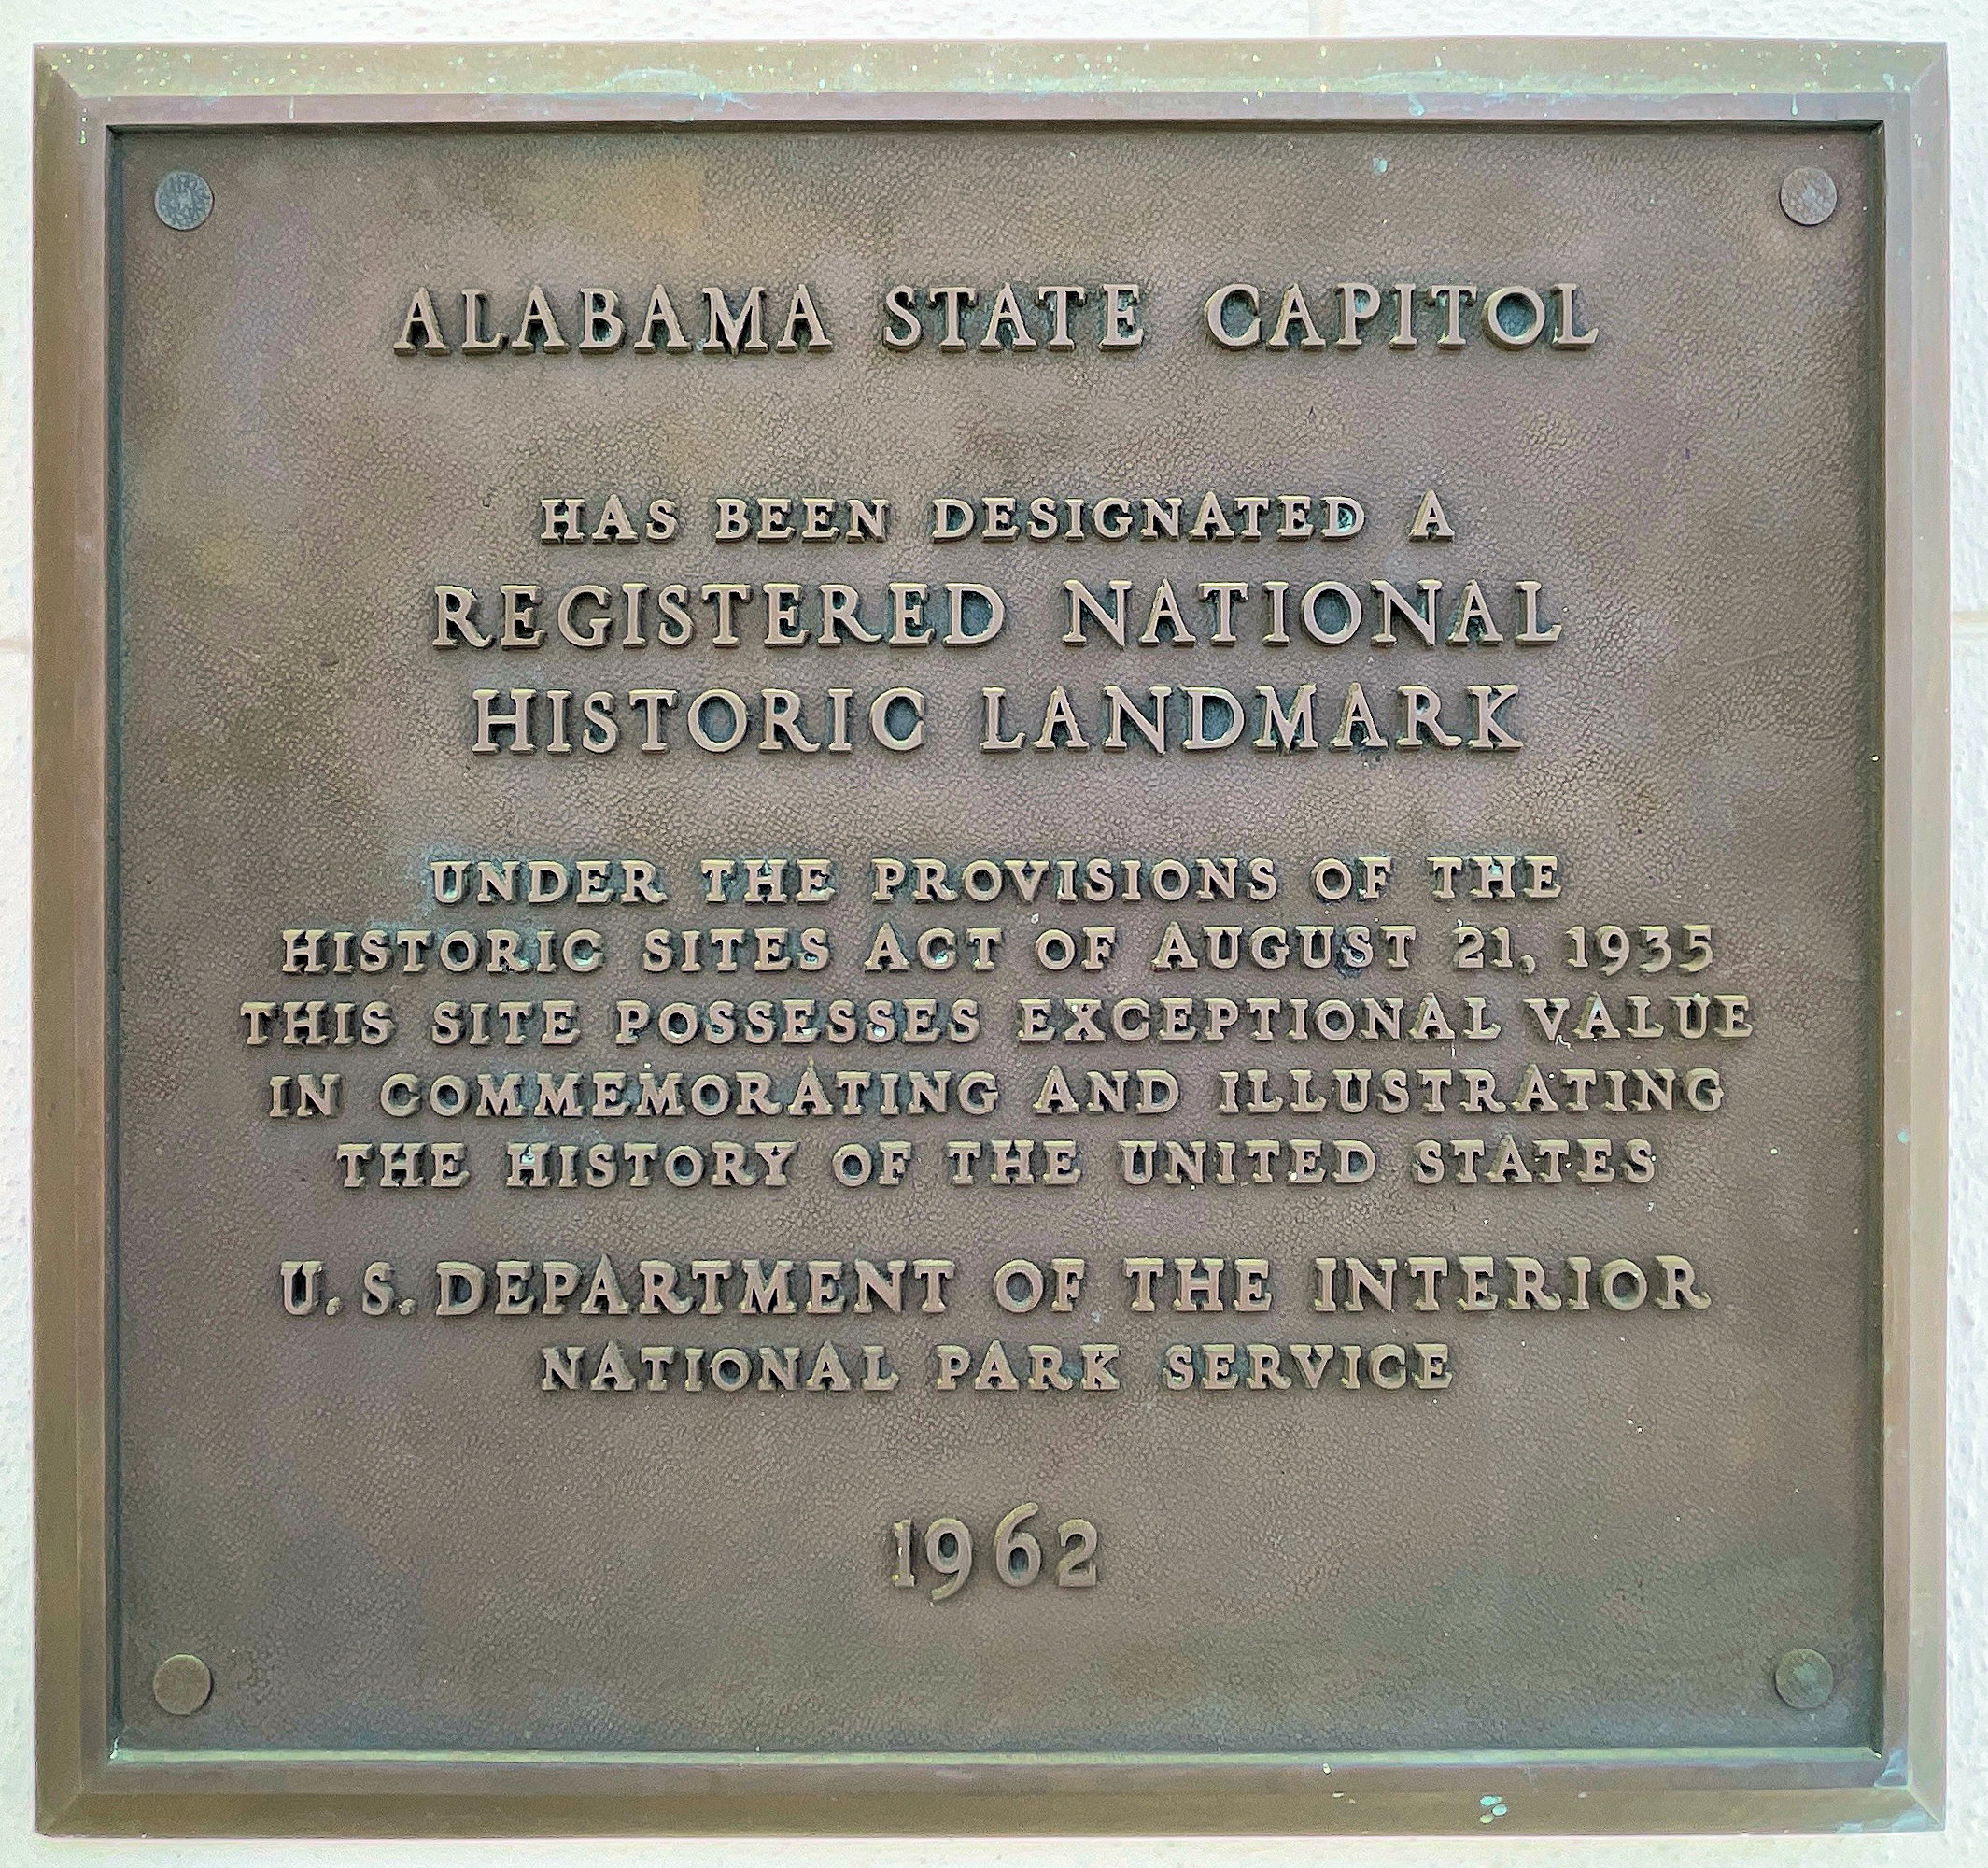 ALABAMA STATE CAPITOL
HAS BEEN DESIGNATED A
REGISTERED NATIONAL
HISTORIC LANDMARK
UNDER THE PROVISIONS OF THE
HISTORIC SITES ACT OF AUGUST 21, 1935
THIS SITE POSSESSES EXCEPTIONAL VALUE
IN COMMEMORATING AND ILLUSTRATING
THE HISTORY OF THE UNITED STATES
U.S. DEPARTMENT OF THE INTERIOR
NATIONAL PARK SERVICE
1962